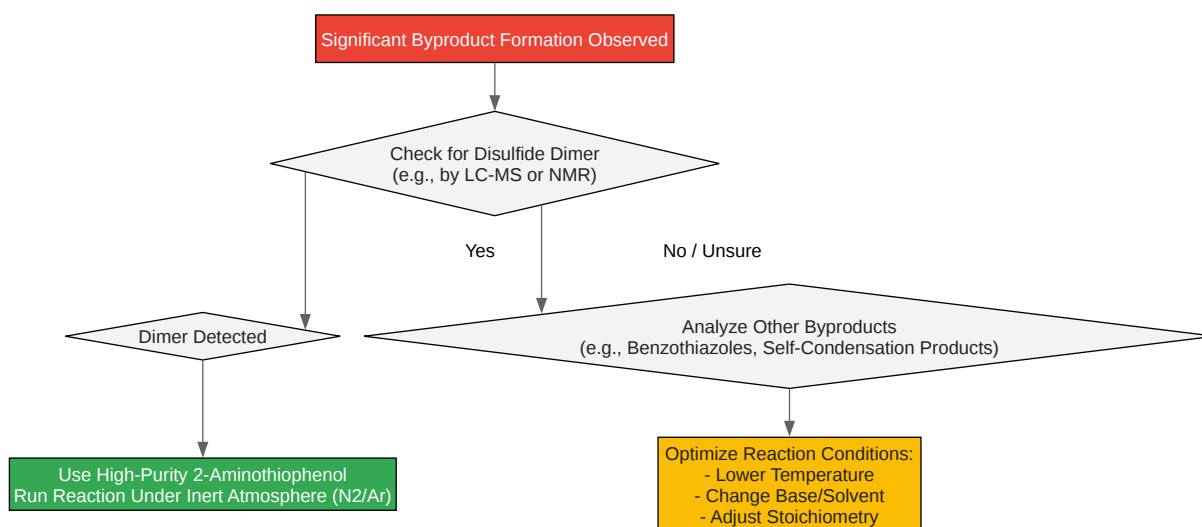 Significant Byproduct Formation Observed
Check for Disulfide Dimer
(e.g., by LC-MS or NMR)
Yes
No / Unsure
Dimer Detected
Analyze Other Byproducts
(e.g., Benzothiazoles, Self-Condensation Products)
Use High-Purity 2-Aminothiophenol
Run Reaction Under Inert Atmosphere (N2/Ar)
Optimize Reaction Conditions:
- Lower Temperature
- Change Base/Solvent
- Adjust Stoichiometry